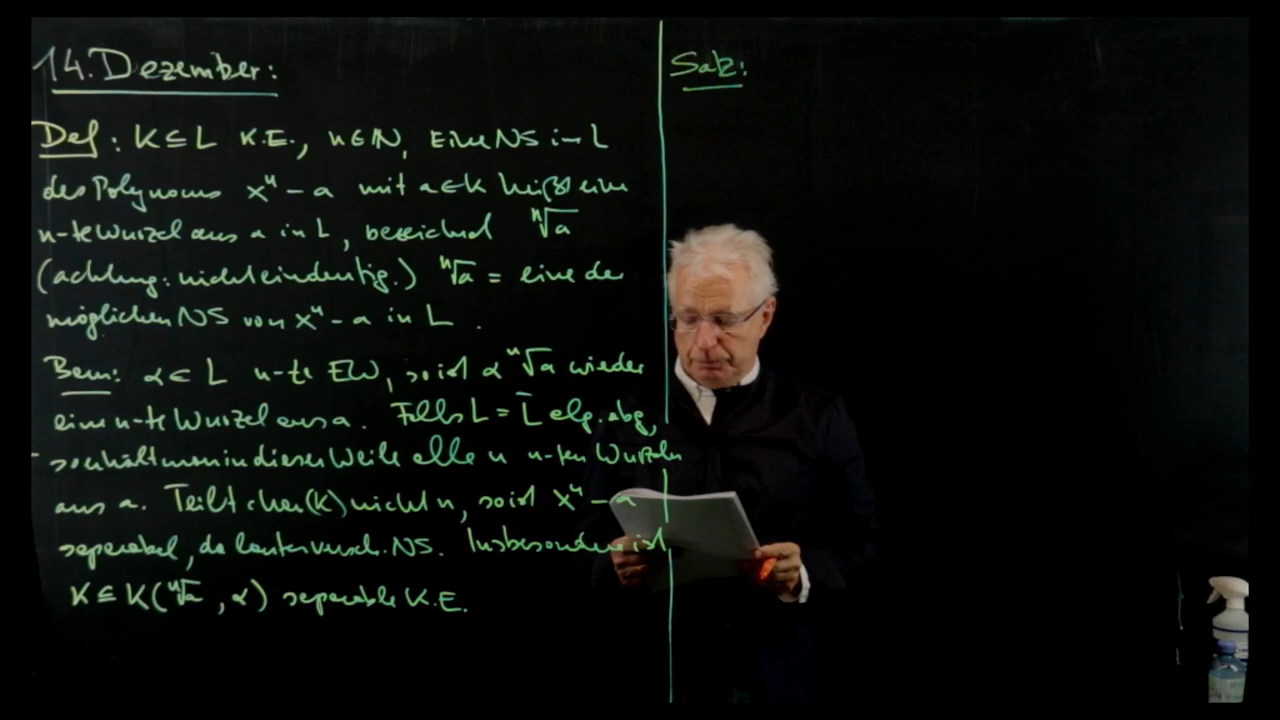 14. Dezember:
Def: K ⊆ L K.E., n ∈ ℕ, Eine NS in L
des Polynoms xⁿ - a mit a ∈ K heißt eine
n-te Wurzel aus a in L, bezeichnet ⁿ√a
(achtung: nicht eindeutig.) ⁿ√a = eine der
möglichen NS von xⁿ - a in L.
Bem: α ∈ L n-te EW, so ist α ⁿ√a wieder
eine n-te Wurzel aus a. Falls L = L̄ alg. abg,
so erhält man in dieser Weise alle n n-ten Wurzeln
aus a. Teilt char(K) nicht n, so ist xⁿ - a
separabel, da lauter versch. NS. Insbesondere ist
K ⊆ K(ⁿ√a, α) separable K.E.
Satz: